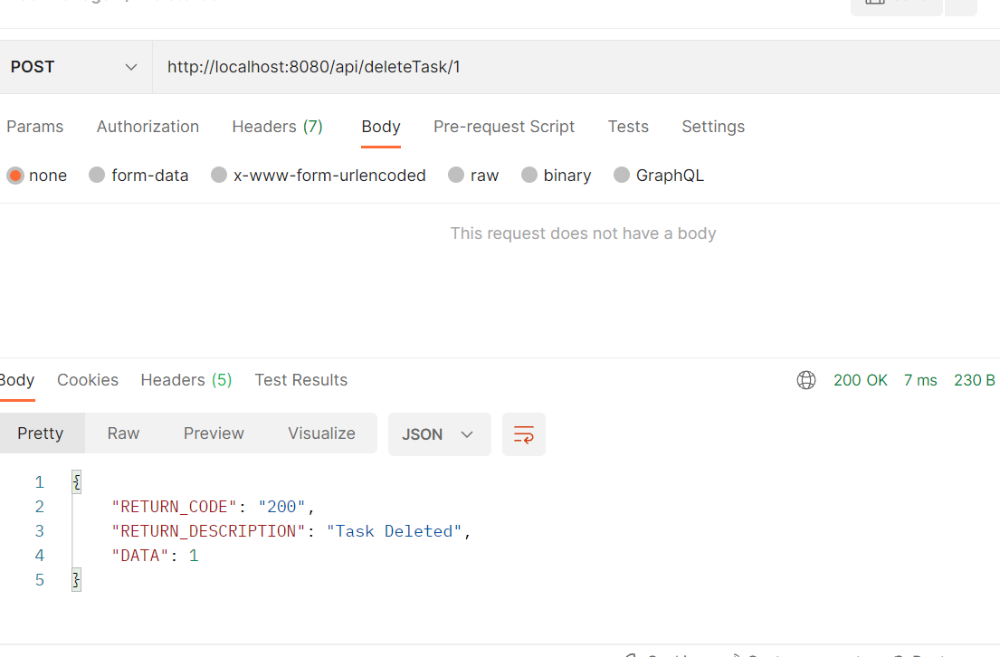 POST http://localhost:8080/api/deleteTask/1
Params Authorization Headers (7) Body Pre-request Script Tests Settings
none form-data x-www-form-urlencoded raw binary GraphQL
This request does not have a body
Body Cookies Headers (5) Test Results 200 OK 7 ms 230 B
Pretty Raw Preview Visualize JSON
1 {
2 "RETURN_CODE": "200",
3 "RETURN_DESCRIPTION": "Task Deleted",
4 "DATA": 1
5 }